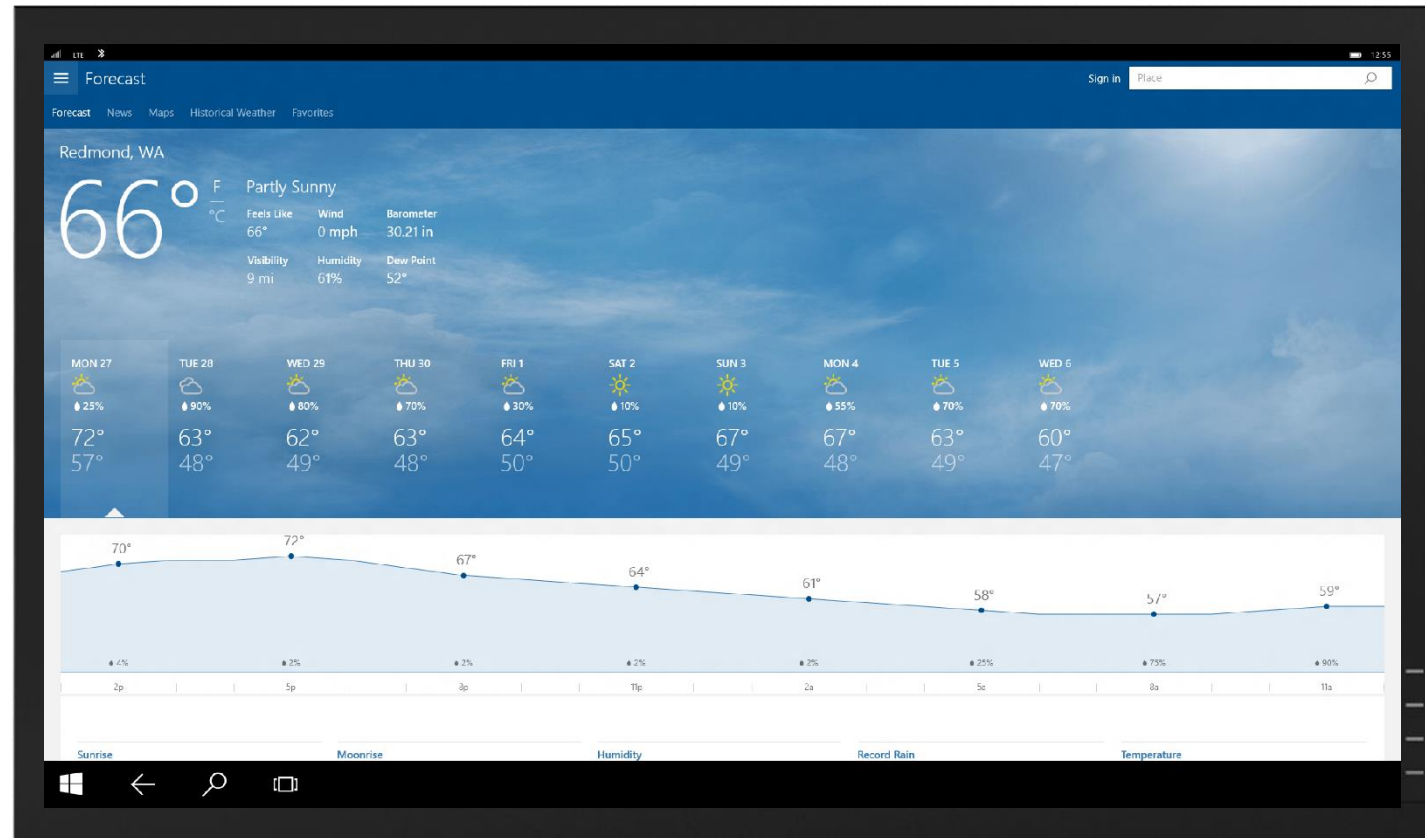 LTE 12:55
Forecast Sign in Place
Forecast News Maps Historical Weather Favorites
Redmond, WA
66° F °C
Partly Sunny
Feels Like Wind Barometer
66° 0 mph 30.21 in
Visibility Humidity Dew Point
9 mi 61% 52°
MON 27 TUE 28 WED 29 THU 30 FRI 1 SAT 2 SUN 3 MON 4 TUE 5 WED 6
25% 90% 80% 70% 30% 10% 10% 55% 70% 70%
72° 63° 62° 63° 64° 65° 67° 67° 63° 60°
57° 48° 49° 48° 50° 50° 49° 48° 49° 47°
70° 72° 67° 64° 61° 58° 57° 59°
4% 2% 2% 2% 2% 25% 73% 90%
2p 5p 8p 11p 2a 5a 8a 11a
Sunrise Moonrise Humidity Record Rain Temperature